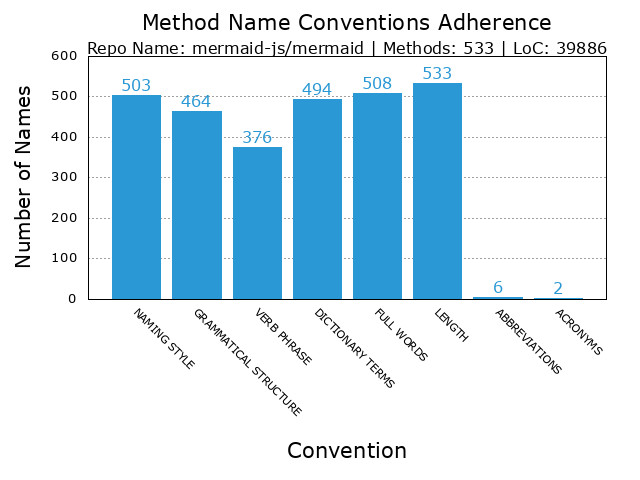 Method Name Conventions Adherence
Repo Name: mermaid-js/mermaid | Methods: 533 | LoC: 39886
Number of Names
600
500
400
300
200
100
0
503
464
376
494
508
533
6
2
NAMING STYLE
GRAMMATICAL STRUCTURE
VERB PHRASE
DICTIONARY TERMS
FULL WORDS
LENGTH
ABBREVIATIONS
ACRONYMS
Convention